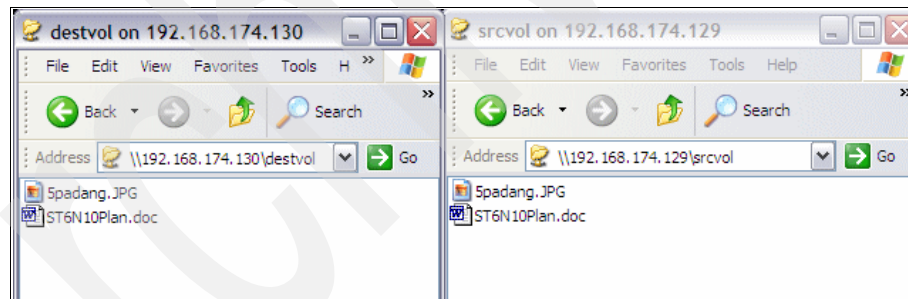 destvol on 192.168.174.130
File Edit View Favorites Tools H »
Back Search »
Address \\192.168.174.130\destvol Go
5padang.JPG
ST6N10Plan.doc
srcvol on 192.168.174.129
File Edit View Favorites Tools Help
Back Search »
Address \\192.168.174.129\srcvol Go
5padang.JPG
ST6N10Plan.doc